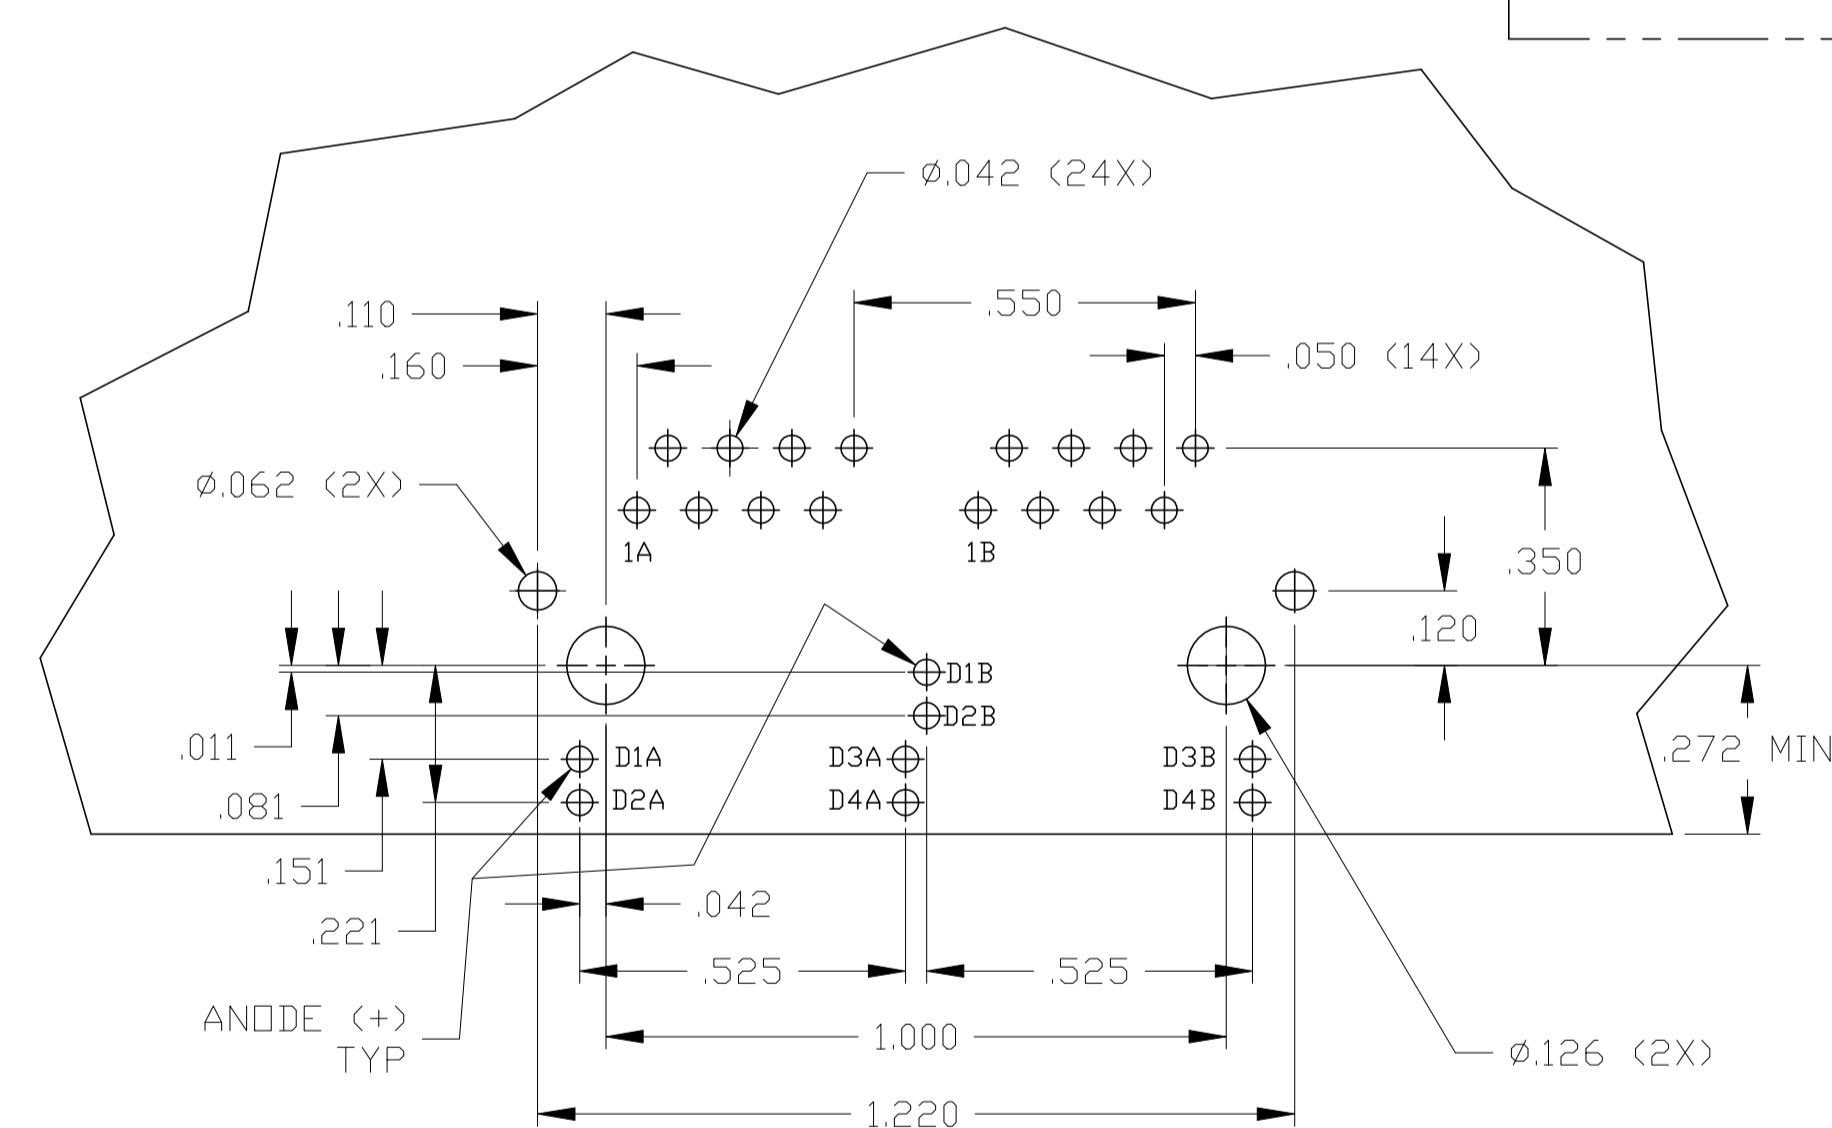 Ø.042 (24X)
.110
.550
.160
.050 (14X)
Ø.062 (2X)
1A
1B
.350
.120
D1B
D2B
.011
.272 MIN
D1A
D3A
D3B
.081
D2A
D4A
D4B
.151
.042
.221
.525
.525
ANODE (+)
TYP
1.000
Ø.126 (2X)
1.220